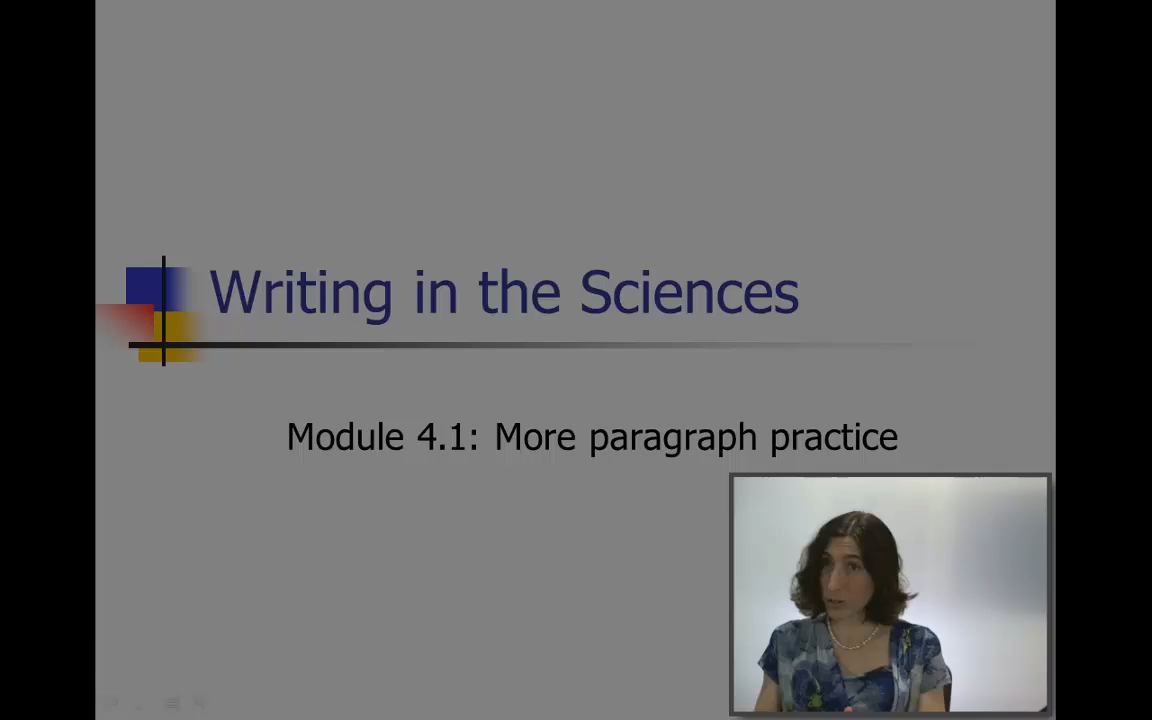 Writing in the Sciences
Module 4.1: More paragraph practice